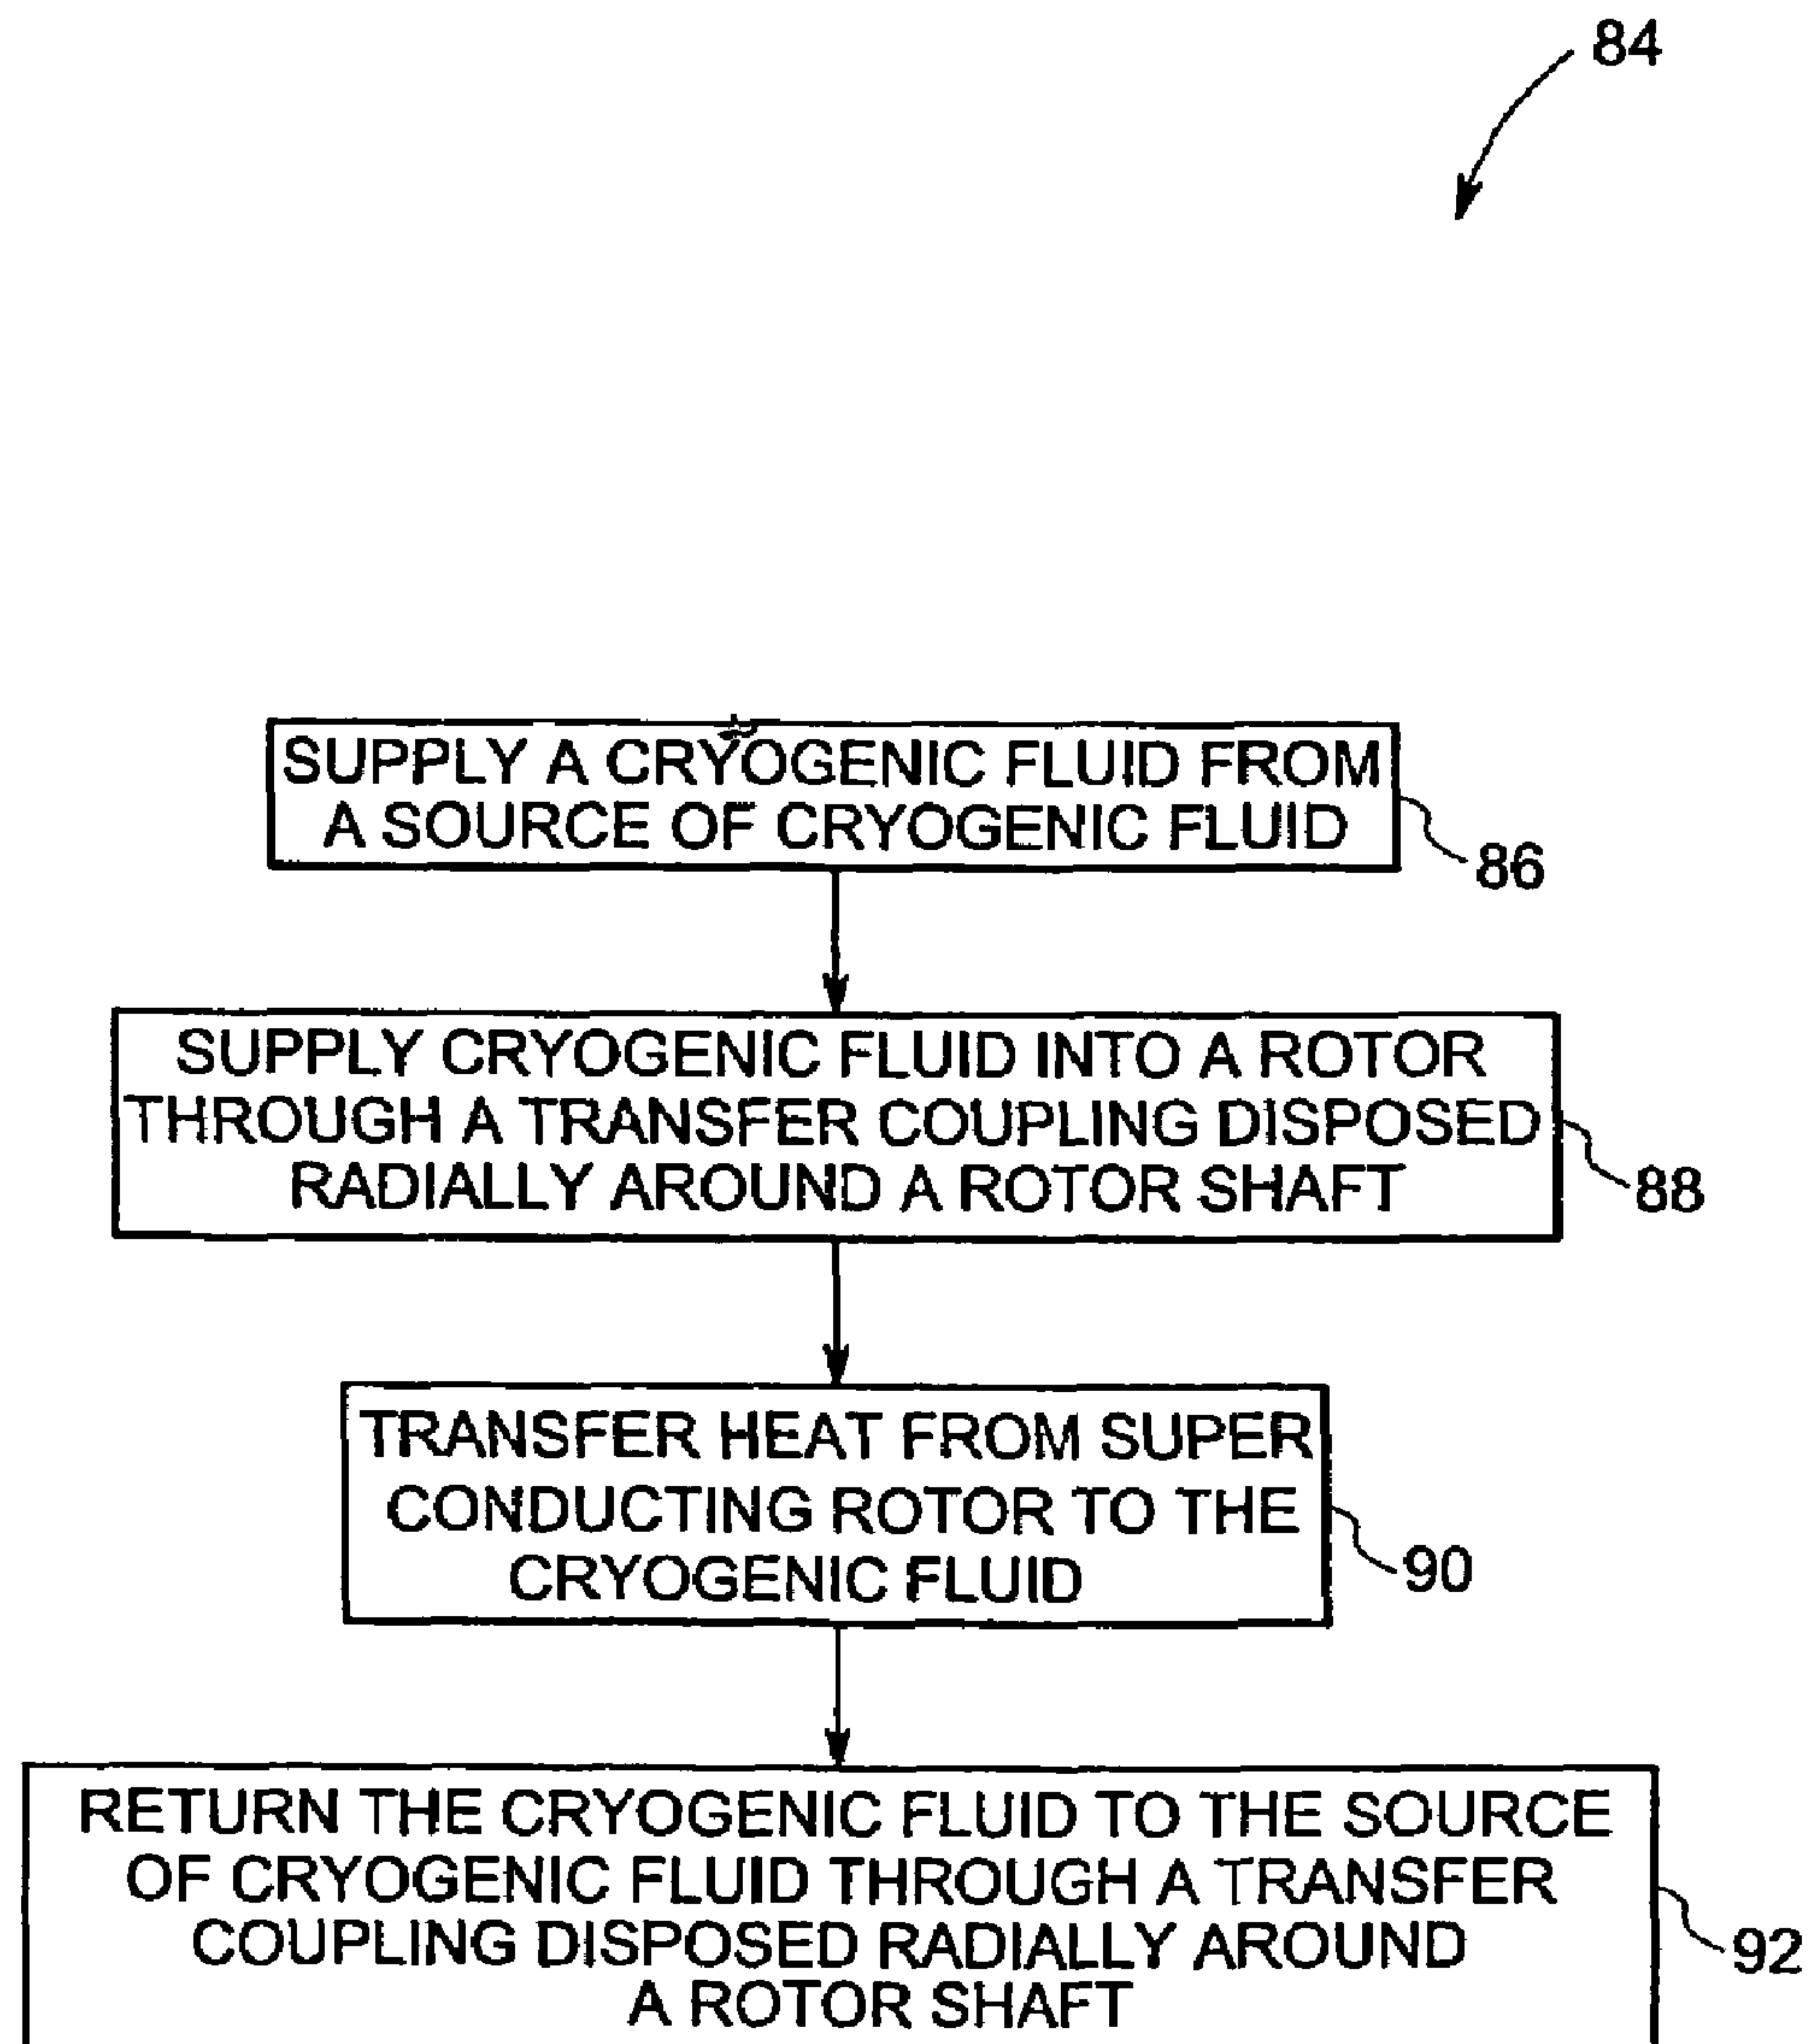 84
SUPPLY A CRYOGENIC FLUID FROM
A SOURCE OF CRYOGENIC FLUID
86
SUPPLY CRYOGENIC FLUID INTO A ROTOR
THROUGH A TRANSFER COUPLING DISPOSED
RADIALLY AROUND A ROTOR SHAFT
88
TRANSFER HEAT FROM SUPER
CONDUCTING ROTOR TO THE
CRYOGENIC FLUID
90
RETURN THE CRYOGENIC FLUID TO THE SOURCE
OF CRYOGENIC FLUID THROUGH A TRANSFER
COUPLING DISPOSED RADIALLY AROUND
A ROTOR SHAFT
92